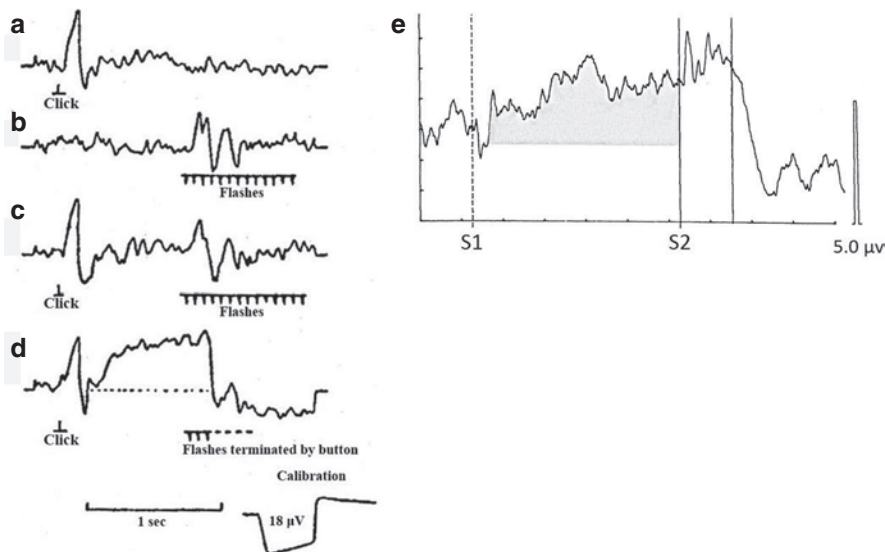 a
Click
b
Flashes
c
Click
Flashes
d
Click
Flashes terminated by button
Calibration
1 sec
18 µV
e
S1
S2
5.0 µv